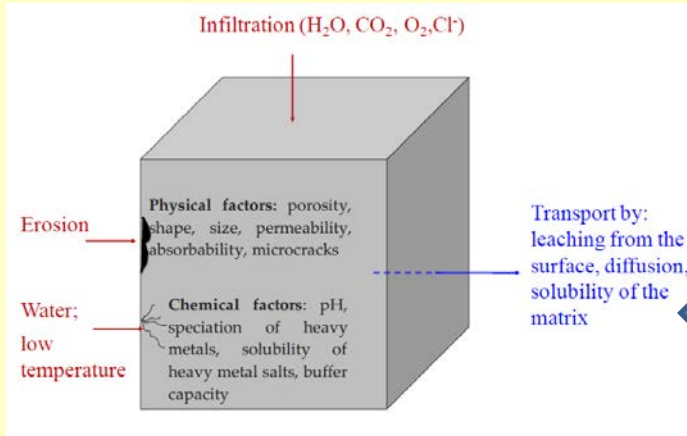 Infiltration (H₂O, CO₂, O₂,Cl⁻)
Physical factors: porosity,
shape, size, permeability,
absorbability, microcracks
Erosion
Transport by:
leaching from the
surface, diffusion,
solubility of the
matrix
Water;
low
temperature
Chemical factors: pH,
speciation of heavy
metals, solubility of
heavy metal salts, buffer
capacity